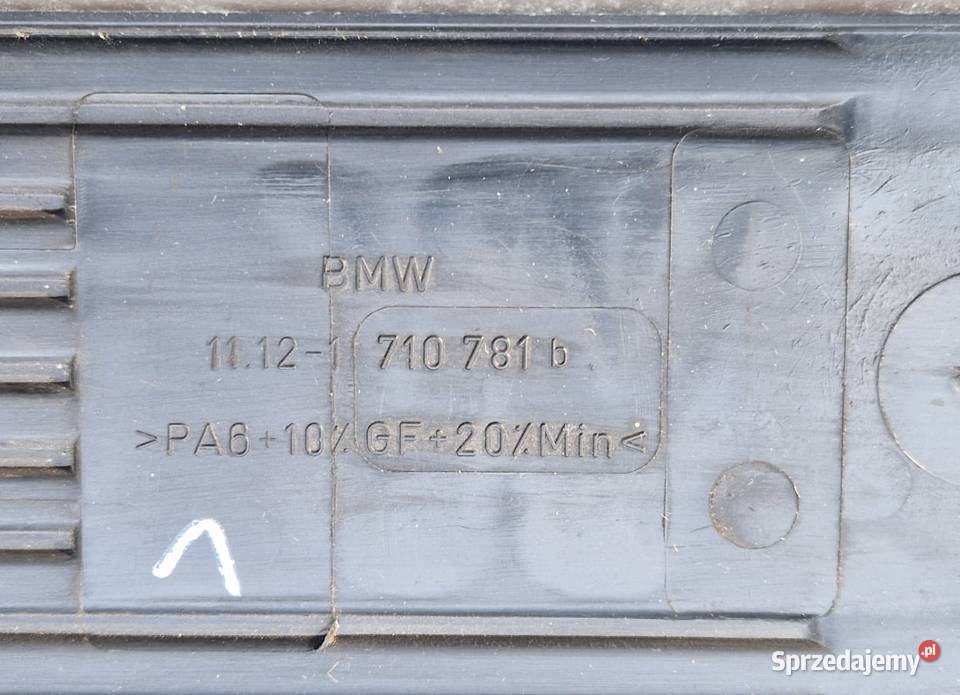 BMW
11.12-1 710 781 b
>PA6+10%GF+20%Min<
Sprzedajemy.pl